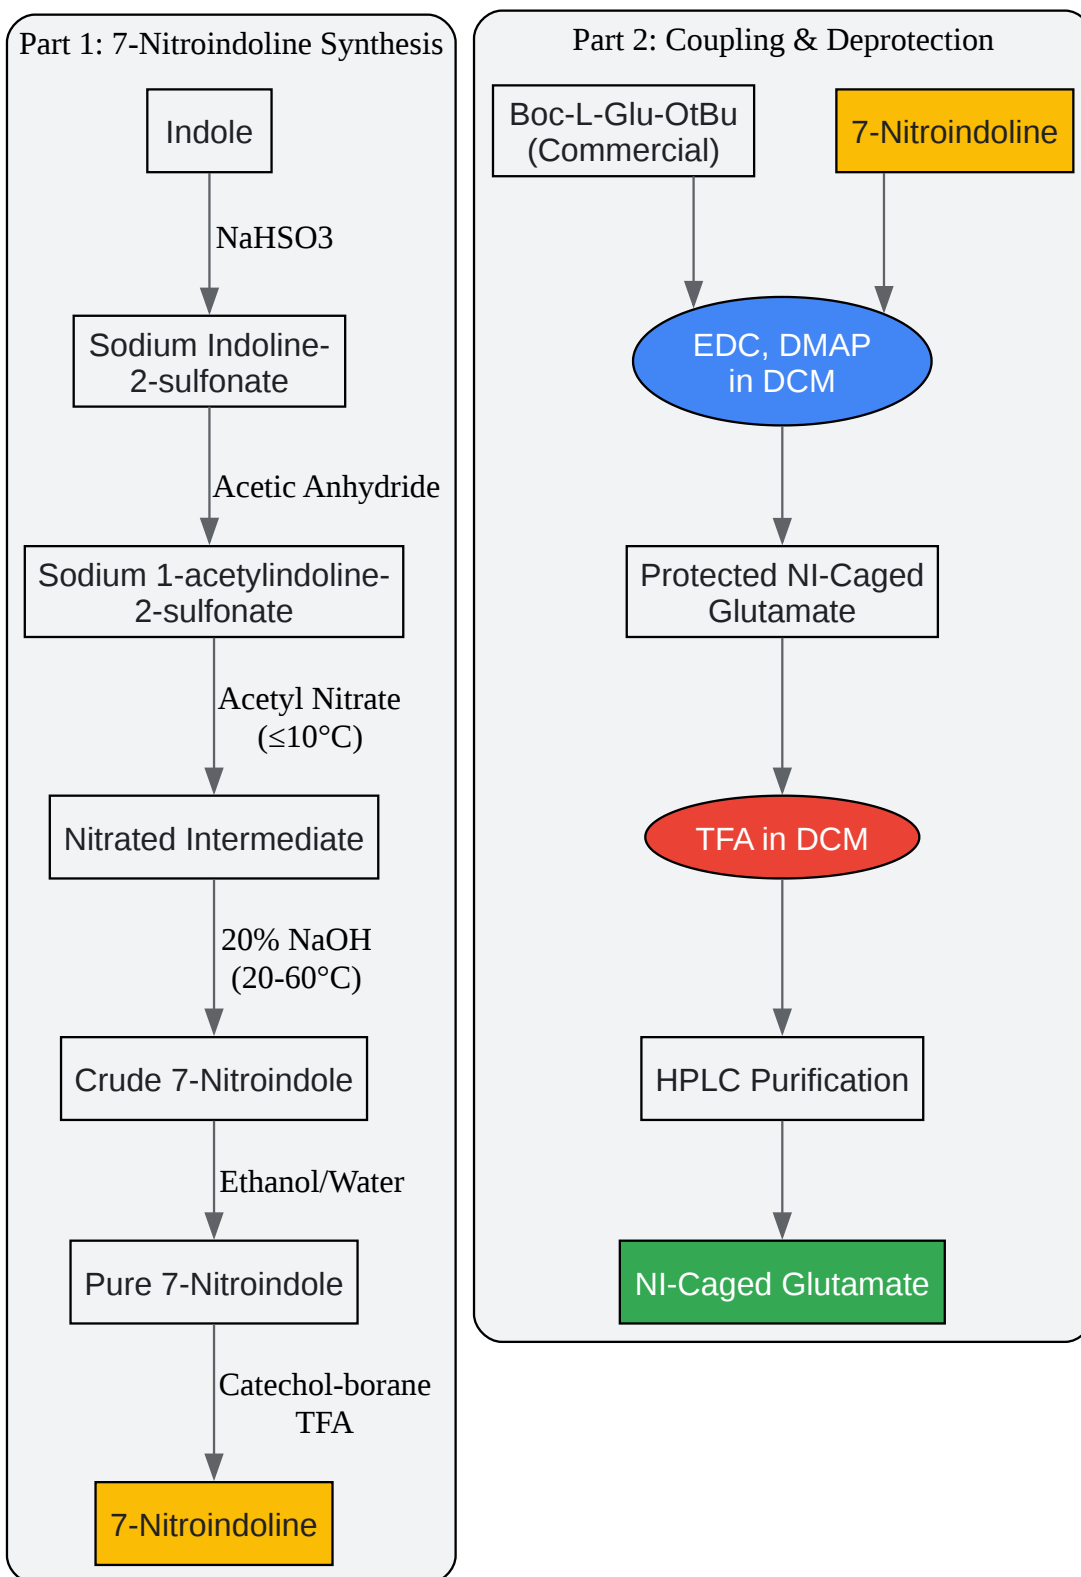 Part 1: 7-Nitroindoline Synthesis
Indole
NaHSO3
Sodium Indoline-
2-sulfonate
Acetic Anhydride
Sodium 1-acetylindoline-
2-sulfonate
Acetyl Nitrate
(≤10°C)
Nitrated Intermediate
20% NaOH
(20-60°C)
Crude 7-Nitroindole
Ethanol/Water
Pure 7-Nitroindole
Catechol-borane
TFA
7-Nitroindoline
Part 2: Coupling & Deprotection
Boc-L-Glu-OtBu
(Commercial)
7-Nitroindoline
EDC, DMAP
in DCM
Protected NI-Caged
Glutamate
TFA in DCM
HPLC Purification
NI-Caged Glutamate